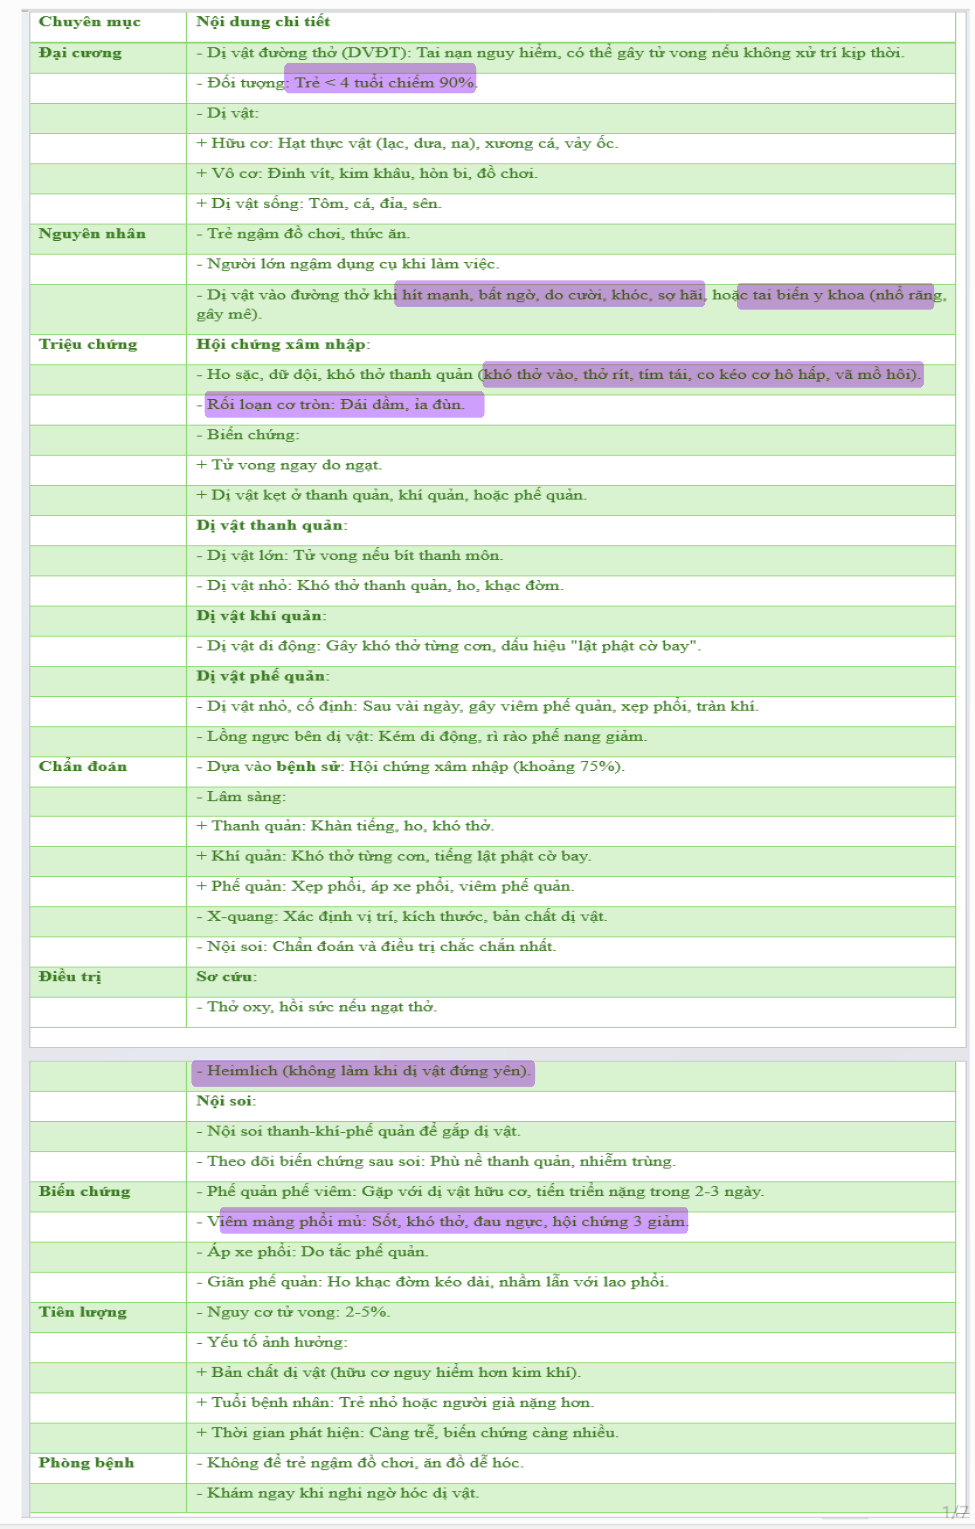 Chuyên mục Nội dung chi tiết
Đại cương - Dị vật đường thở (DVĐT): Tai nạn nguy hiểm, có thể gây tử vong nếu không xử trí kịp thời.
- Đối tượng: Trẻ < 4 tuổi chiếm 90%.
- Dị vật:
+ Hữu cơ: Hạt thực vật (lạc, dưa, na), xương cá, vảy ốc.
+ Vô cơ: Đinh vít, kim khâu, hòn bi, đồ chơi.
+ Dị vật sống: Tôm, cá, đỉa, sên.
Nguyên nhân - Trẻ ngậm đồ chơi, thức ăn.
- Người lớn ngậm dụng cụ khi làm việc.
- Dị vật vào đường thở khi hít mạnh, bất ngờ, do cười, khóc, sợ hãi, hoặc tai biến y khoa (nhổ răng,
gây mê).
Triệu chứng Hội chứng xâm nhập:
- Ho sặc, dữ dội, khó thở thanh quản (khó thở vào, thở rít, tím tái, co kéo cơ hô hấp, vã mồ hôi).
- Rối loạn cơ tròn: Đái dầm, ỉa đùn.
- Biến chứng:
+ Tử vong ngay do ngạt.
+ Dị vật kẹt ở thanh quản, khí quản, hoặc phế quản.
Dị vật thanh quản:
- Dị vật lớn: Tử vong nếu bít thanh môn.
- Dị vật nhỏ: Khó thở thanh quản, ho, khạc đờm.
Dị vật khí quản:
- Dị vật di động: Gây khó thở từng cơn, dấu hiệu "lật phật cờ bay".
Dị vật phế quản:
- Dị vật nhỏ, cố định: Sau vài ngày, gây viêm phế quản, xẹp phổi, tràn khí.
- Lồng ngực bên dị vật: Kém di động, rì rào phế nang giảm.
Chẩn đoán - Dựa vào bệnh sử: Hội chứng xâm nhập (khoảng 75%).
- Lâm sàng:
+ Thanh quản: Khàn tiếng, ho, khó thở.
+ Khí quản: Khó thở từng cơn, tiếng lật phật cờ bay.
+ Phế quản: Xẹp phổi, áp xe phổi, viêm phế quản.
- X-quang: Xác định vị trí, kích thước, bản chất dị vật.
- Nội soi: Chẩn đoán và điều trị chắc chắn nhất.
Điều trị Sơ cứu:
- Thở oxy, hồi sức nếu ngạt thở.
- Heimlich (không làm khi dị vật đứng yên).
Nội soi:
- Nội soi thanh-khí-phế quản để gắp dị vật.
- Theo dõi biến chứng sau soi: Phù nề thanh quản, nhiễm trùng.
Biến chứng - Phế quản phế viêm: Gặp với dị vật hữu cơ, tiến triển nặng trong 2-3 ngày.
- Viêm màng phổi mủ: Sốt, khó thở, đau ngực, hội chứng 3 giảm.
- Áp xe phổi: Do tắc phế quản.
- Giãn phế quản: Ho khạc đờm kéo dài, nhầm lẫn với lao phổi.
Tiên lượng - Nguy cơ tử vong: 2-5%.
- Yếu tố ảnh hưởng:
+ Bản chất dị vật (hữu cơ nguy hiểm hơn kim khí).
+ Tuổi bệnh nhân: Trẻ nhỏ hoặc người già nặng hơn.
+ Thời gian phát hiện: Càng trễ, biến chứng càng nhiều.
Phòng bệnh - Không để trẻ ngậm đồ chơi, ăn đồ dễ hóc.
- Khám ngay khi nghi ngờ hóc dị vật.
1/7